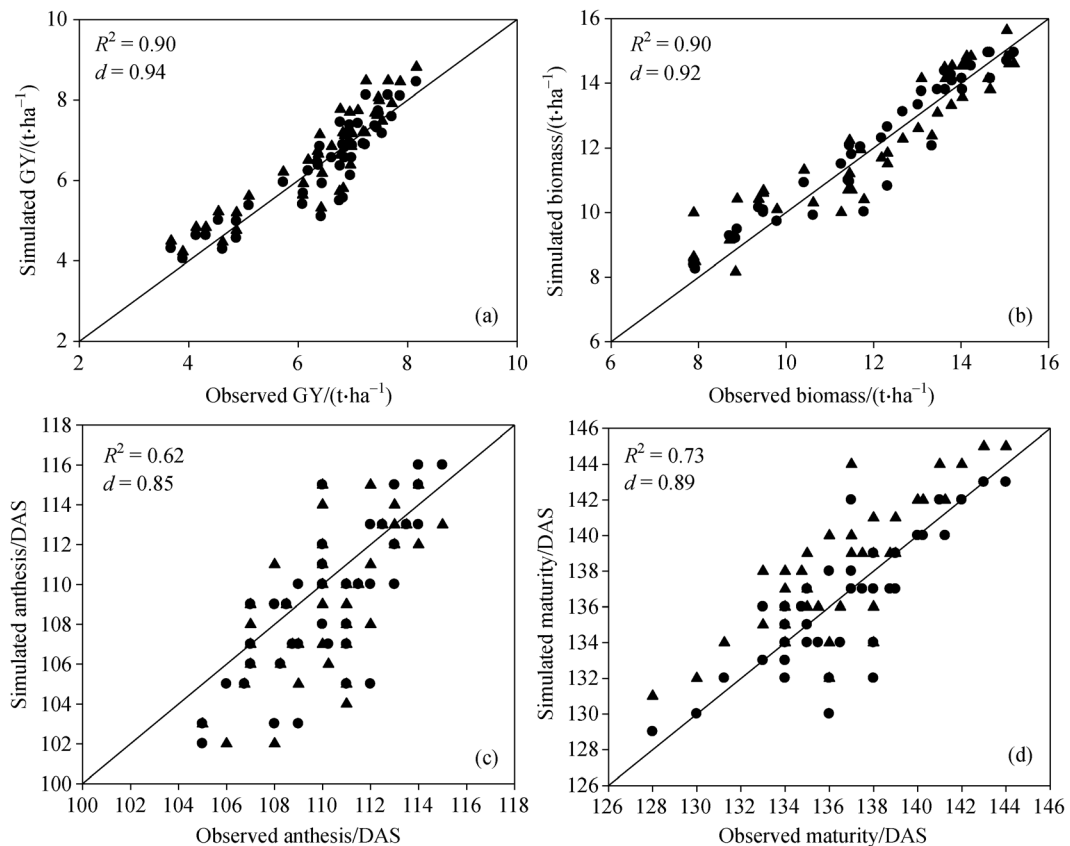 10
8
6
4
2
R² = 0.90
d = 0.94
(a)
2 4 6 8 10
Simulated GY/(t·ha⁻¹)
Observed GY/(t·ha⁻¹)
16
14
12
10
8
6
R² = 0.90
d = 0.92
(b)
6 8 10 12 14 16
Simulated biomass/(t·ha⁻¹)
Observed biomass/(t·ha⁻¹)
118
116
114
112
110
108
106
104
102
100
R² = 0.62
d = 0.85
(c)
100 102 104 106 108 110 112 114 116 118
Simulated anthesis/DAS
Observed anthesis/DAS
146
144
142
140
138
136
134
132
130
128
126
R² = 0.73
d = 0.89
(d)
126 128 130 132 134 136 138 140 142 144 146
Simulated maturity/DAS
Observed maturity/DAS